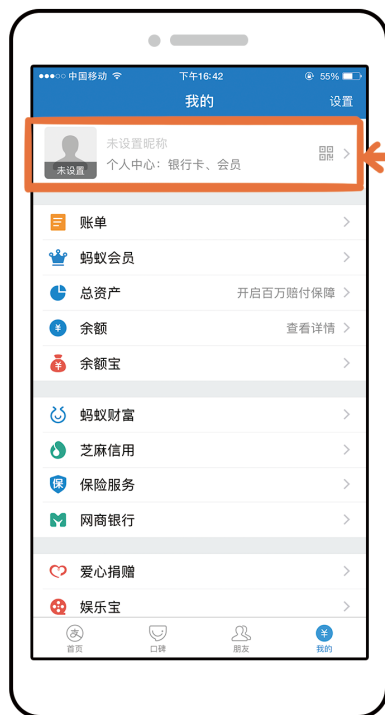 中国移动 下午16:42 55%
我的 设置
未设置昵称
未设置 个人中心：银行卡、会员
账单
蚂蚁会员
总资产 开启百万赔付保障
余额 查看详情
余额宝
蚂蚁财富
芝麻信用
保 保险服务
网商银行
爱心捐赠
娱乐宝
支
首页 口碑 朋友 我的